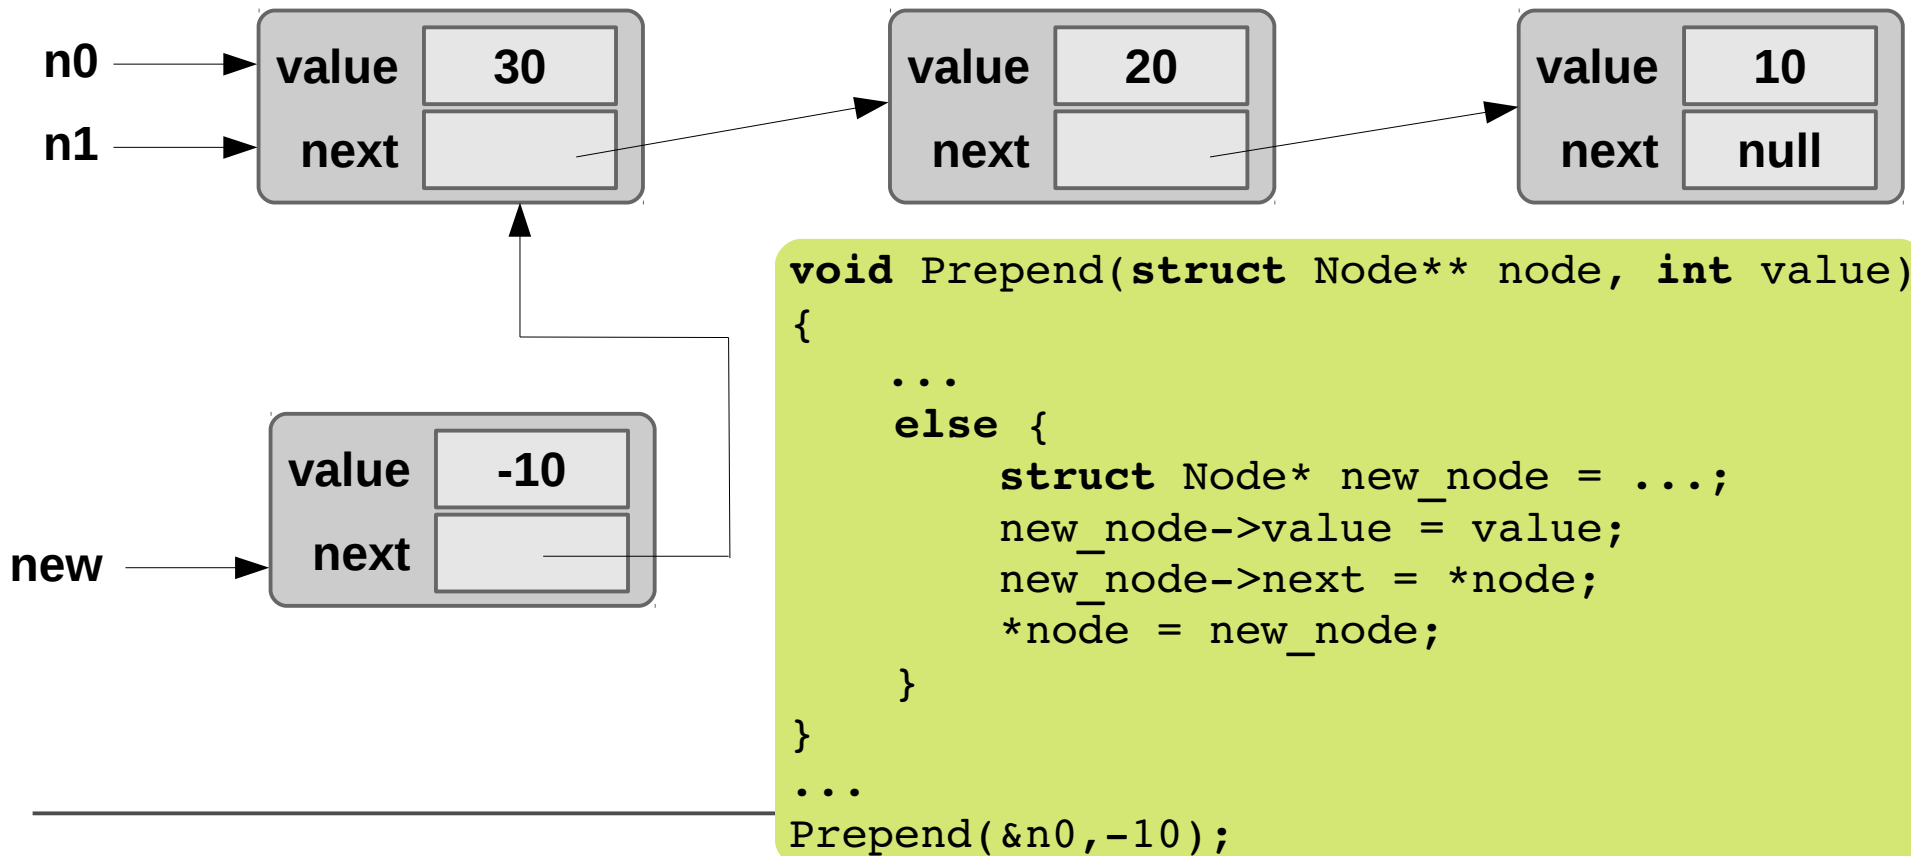 n0 value 30 value 20 value 10
n1 next next next null
void Prepend(struct Node** node, int value)
{
...
else {
struct Node* new_node = ...;
new_node->value = value;
new_node->next = *node;
*node = new_node;
}
}
...
Prepend(&n0,-10);
value -10
new next